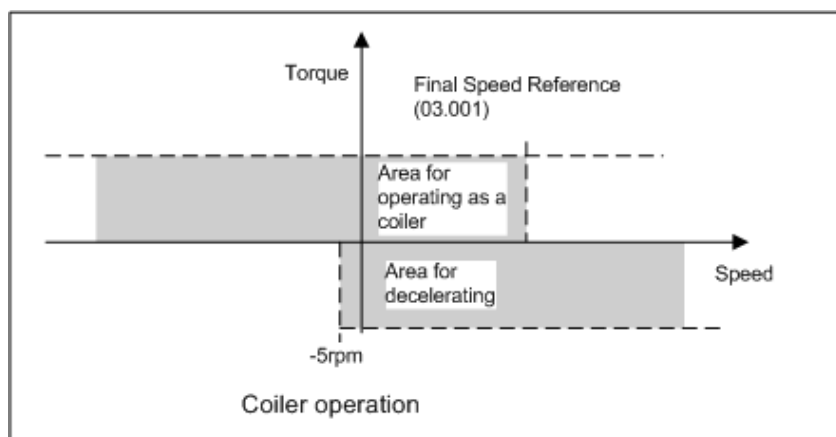 Torque
Final Speed Reference
(03.001)
Area for
operating as a
coiler
Area for
decelerating
Speed
-5rpm
Coiler operation